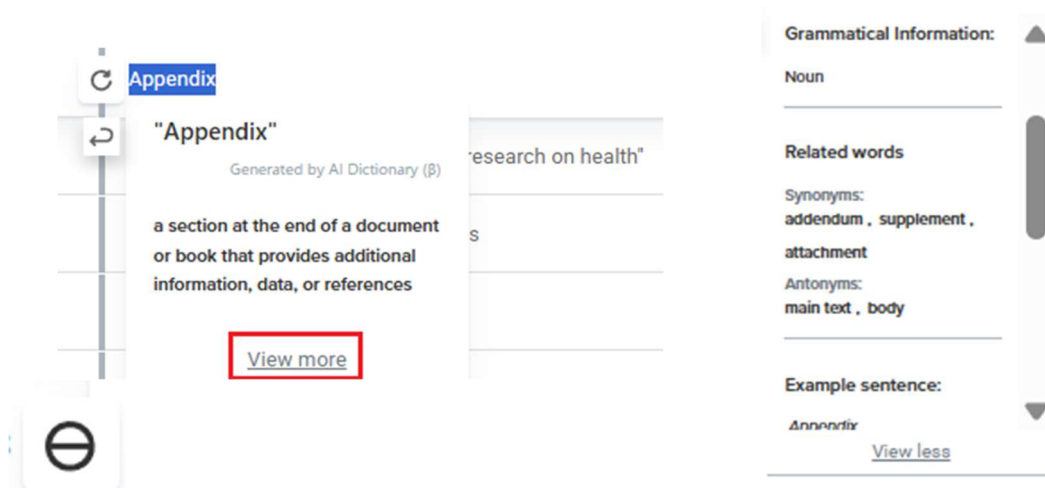 Appendix
"Appendix"
Generated by AI Dictionary (β)
esearch on health"
a section at the end of a document
s
or book that provides additional
information, data, or references
View more
Grammatical Information:
Noun
Related words
Synonyms:
addendum , supplement ,
attachment
Antonyms:
main text , body
Example sentence:
Appendix
View less